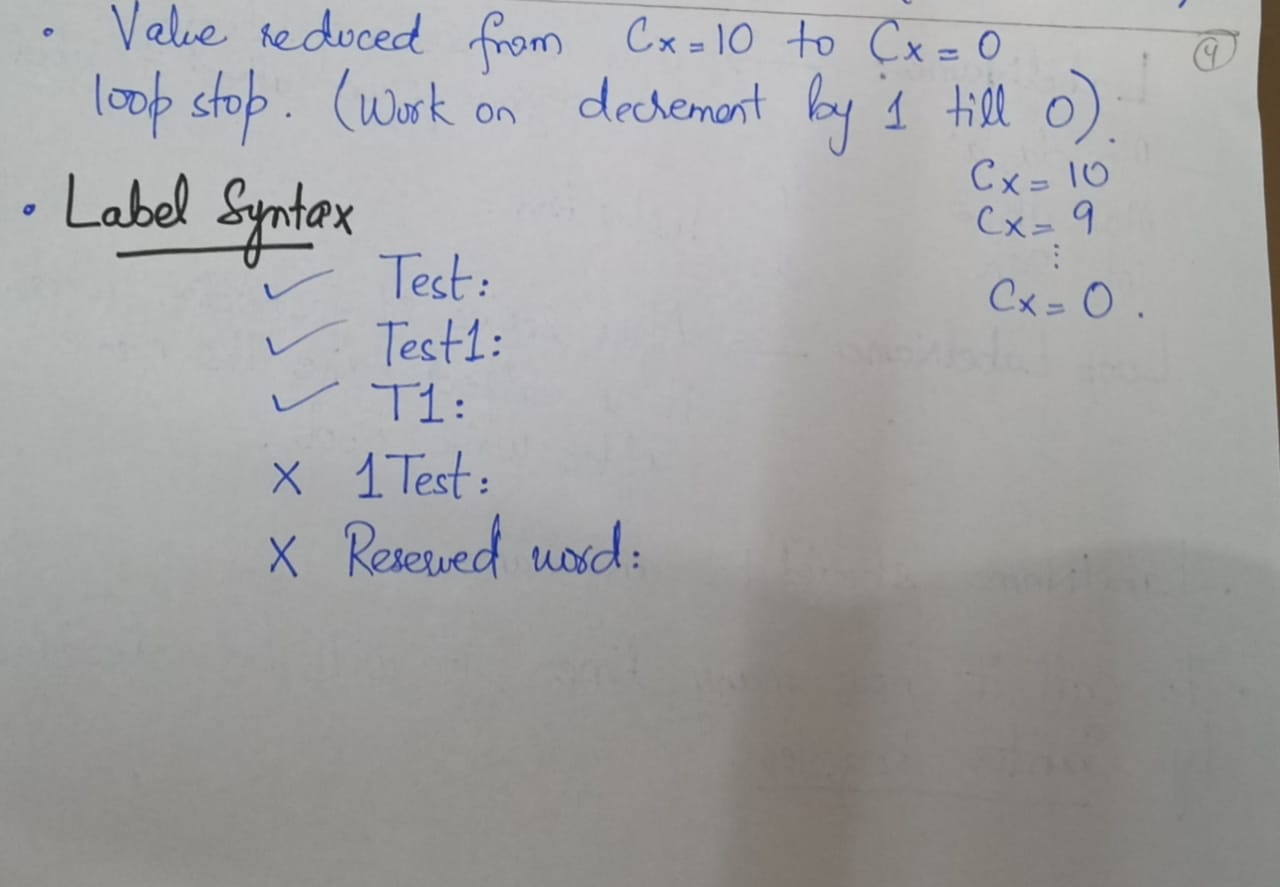 • Value reduced from Cx = 10 to Cx = 0
4
loop stop. (Work on decrement by 1 till 0).
Cx = 10
Cx = 9
⋮
Cx = 0.
• Label Syntax
✓ Test:
✓ Test1:
✓ T1:
X 1Test:
X Reserved word: